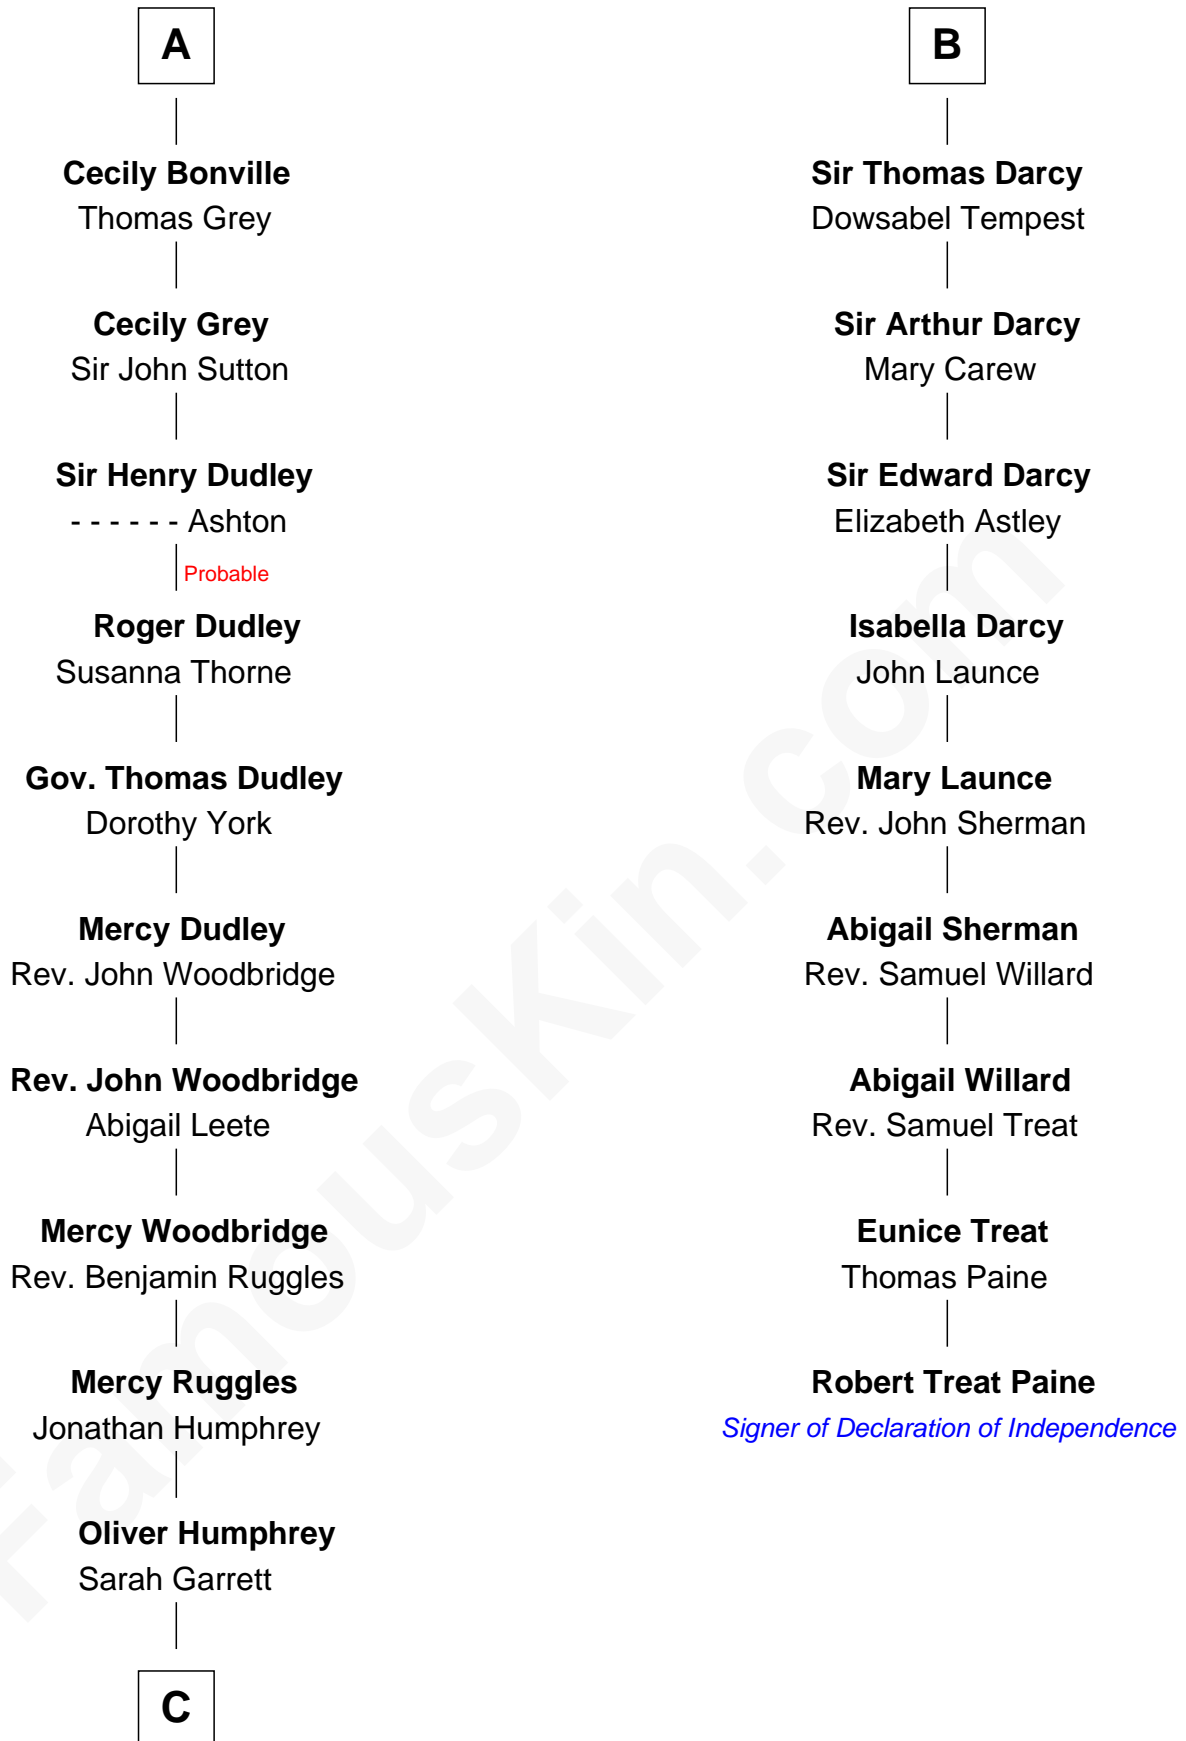 A
Cecily Bonville
Thomas Grey
Cecily Grey
Sir John Sutton
Sir Henry Dudley
- - - - - - Ashton
Probable
Roger Dudley
Susanna Thorne
Gov. Thomas Dudley
Dorothy York
Mercy Dudley
Rev. John Woodbridge
Rev. John Woodbridge
Abigail Leete
Mercy Woodbridge
Rev. Benjamin Ruggles
Mercy Ruggles
Jonathan Humphrey
Oliver Humphrey
Sarah Garrett
C
B
Sir Thomas Darcy
Dowsabel Tempest
Sir Arthur Darcy
Mary Carew
Sir Edward Darcy
Elizabeth Astley
Isabella Darcy
John Launce
Mary Launce
Rev. John Sherman
Abigail Sherman
Rev. Samuel Willard
Abigail Willard
Rev. Samuel Treat
Eunice Treat
Thomas Paine
Robert Treat Paine
Signer of Declaration of Independence
FamousKin.com